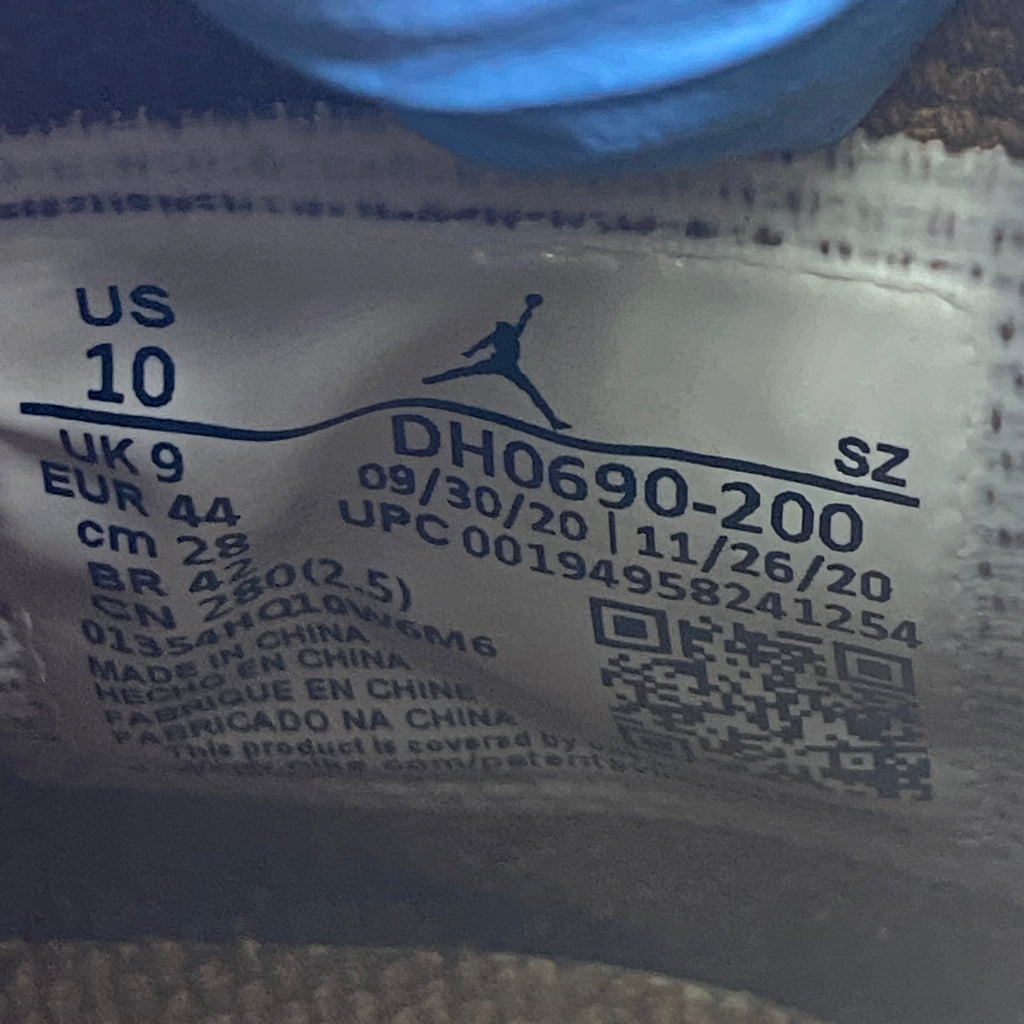 US
10
SZ
UK 9
EUR 44
cm 28
BR 42
CN 280(2.5)
DH0690-200
09/30/20 | 11/26/20
UPC 00194958241254
MADE IN CHINA
HECHO EN CHINA
FABRIQUE EN CHINE
FABRICADO NA CHINA
This product is covered by